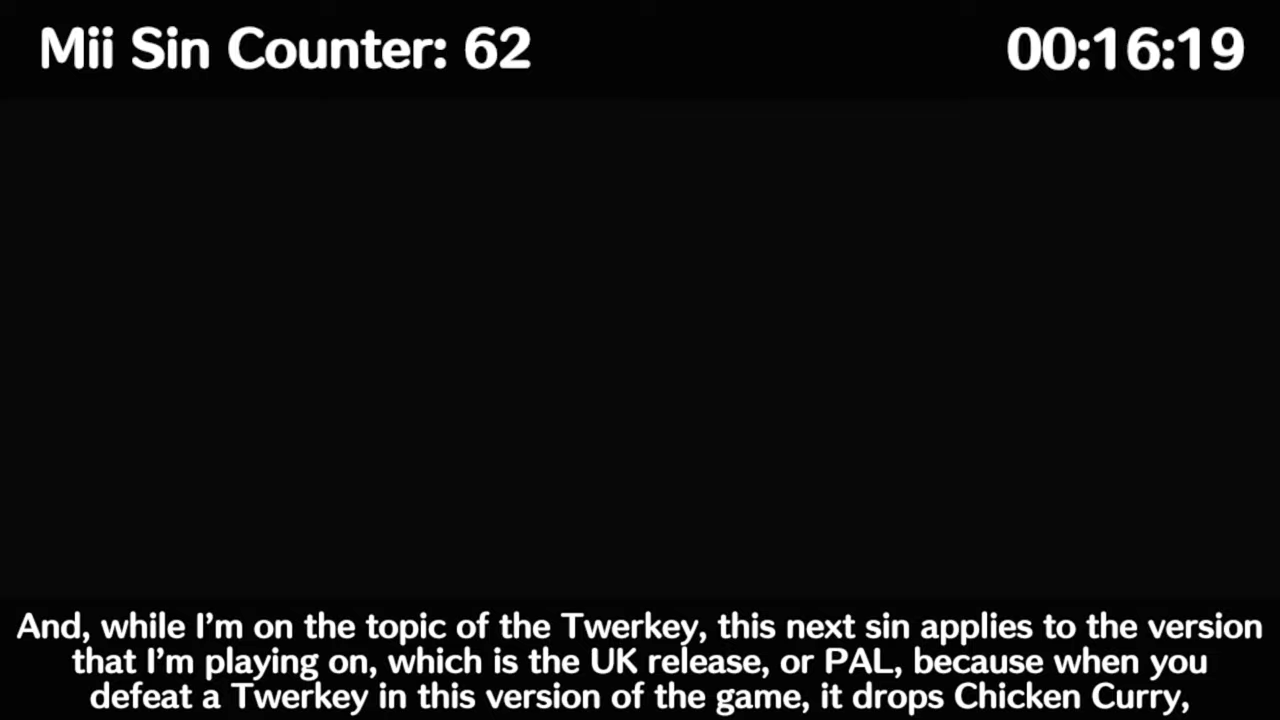 Mii Sin Counter: 62
00:16:19
And, while I'm on the topic of the Twerkey, this next sin applies to the version
that I'm playing on, which is the UK release, or PAL, because when you
defeat a Twerkey in this version of the game, it drops Chicken Curry,